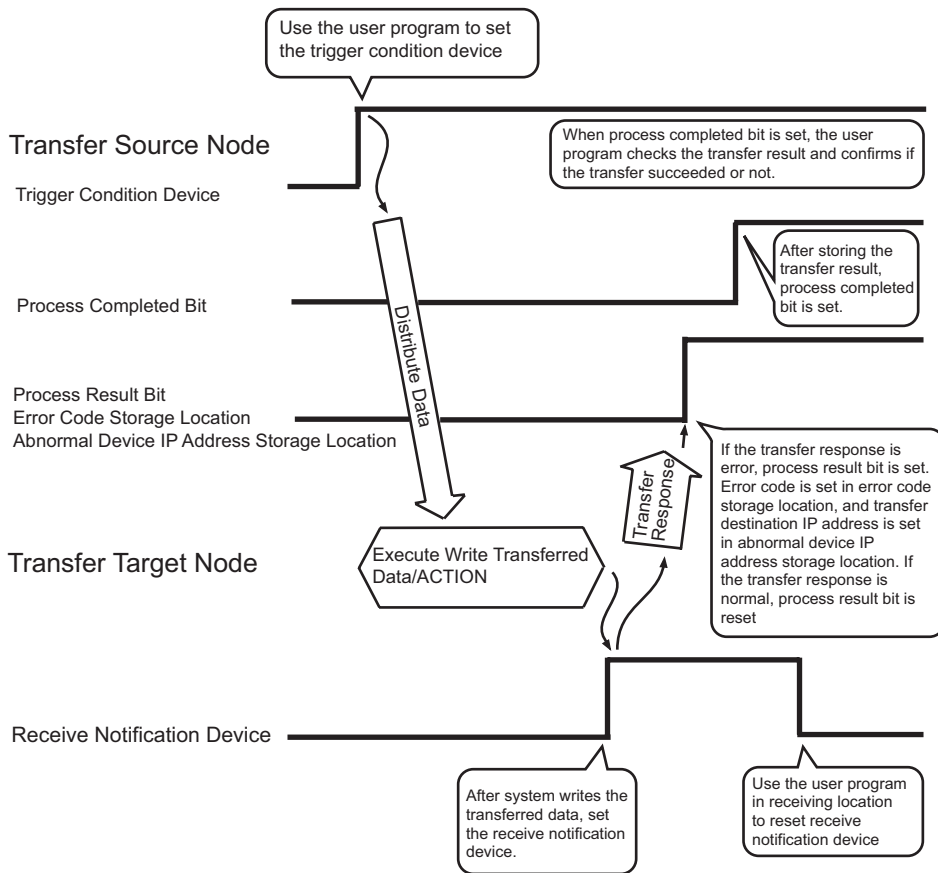 Use the user program to set
the trigger condition device
Transfer Source Node
When process completed bit is set, the user
program checks the transfer result and confirms if
the transfer succeeded or not.
Trigger Condition Device
After storing the
transfer result,
process completed
bit is set.
Process Completed Bit
Distribute Data
Process Result Bit
Error Code Storage Location
Abnormal Device IP Address Storage Location
If the transfer response is
error, process result bit is set.
Error code is set in error code
storage location, and transfer
destination IP address is set
in abnormal device IP
address storage location. If
the transfer response is
normal, process result bit is
reset
Transfer
Response
Transfer Target Node
Execute Write Transferred
Data/ACTION
Receive Notification Device
After system writes the
transferred data, set
the receive notification
device.
Use the user program
in receiving location
to reset receive
notification device